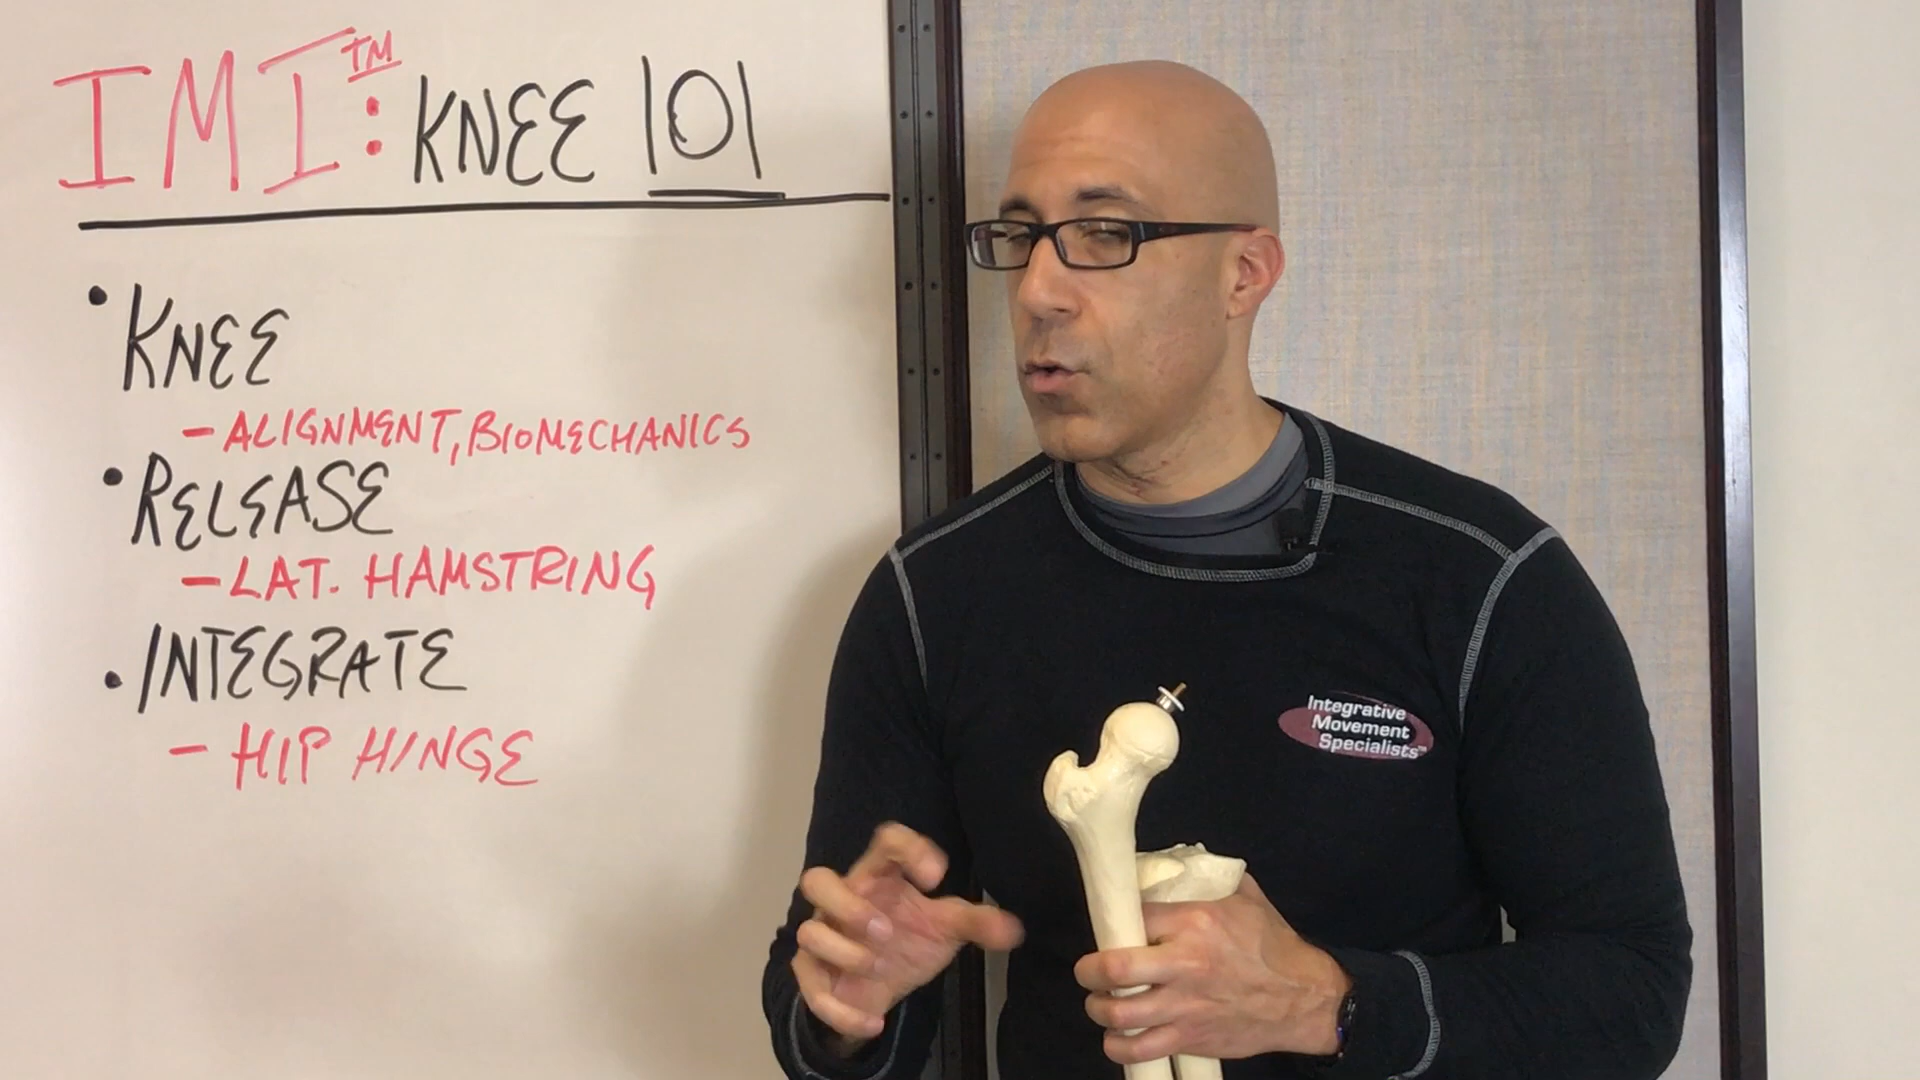 IMI™: KNEE 101
• KNEE
- ALIGNMENT, BIOMECHANICS
• RELEASE
- LAT. HAMSTRING
• INTEGRATE
- HIP HINGE
Integrative
Movement
Specialists™